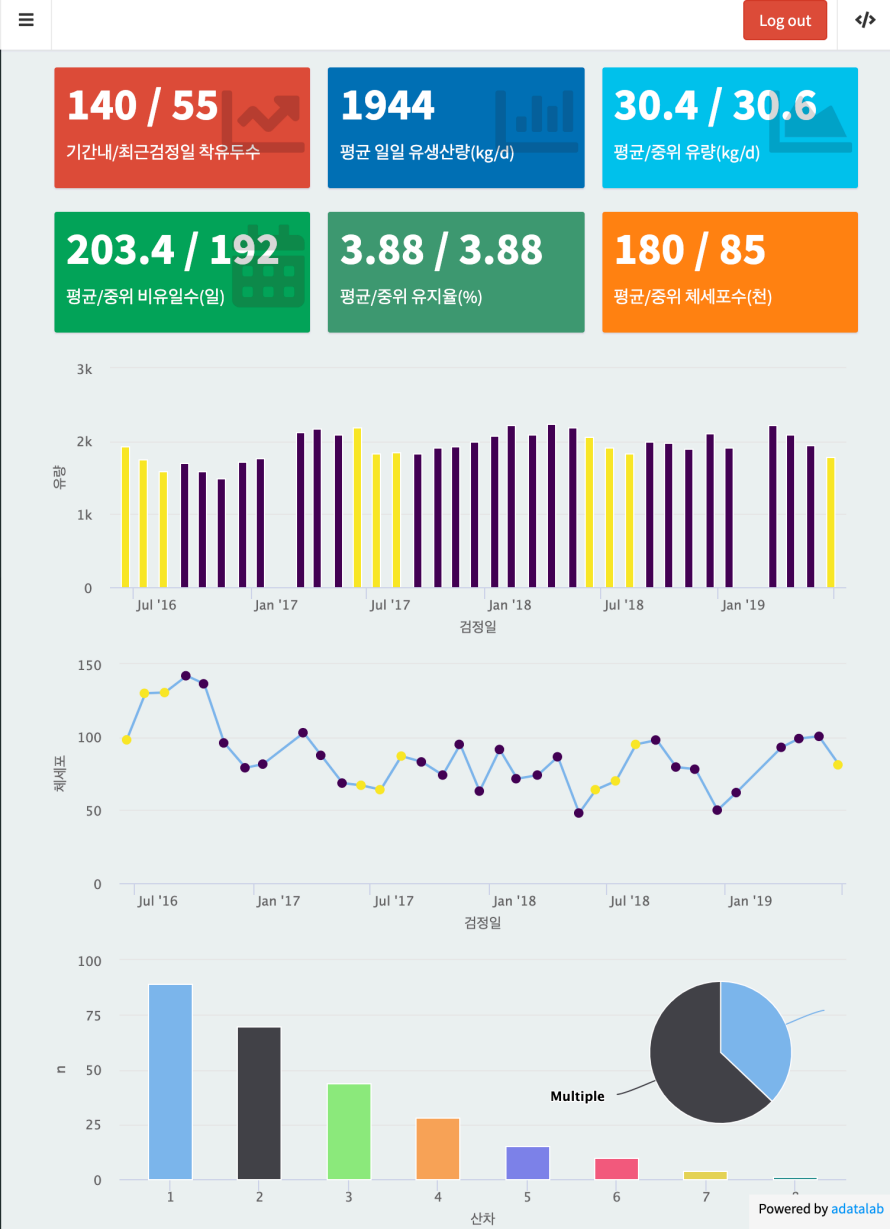 Log out
140 / 55
기간내/최근검정일 착유두수
1944
평균 일일 유생산량(kg/d)
30.4 / 30.6
평균/중위 유량(kg/d)
203.4 / 192
평균/중위 비유일수(일)
3.88 / 3.88
평균/중위 유지율(%)
180 / 85
평균/중위 체세포수(천)
3k
2k
1k
0
유량
Jul '16
Jan '17
Jul '17
Jan '18
Jul '18
Jan '19
검정일
150
100
50
0
체세포
Jul '16
Jan '17
Jul '17
Jan '18
Jul '18
Jan '19
검정일
100
75
50
25
0
n
Multiple
1
2
3
4
5
6
7
산차
Powered by adatalab